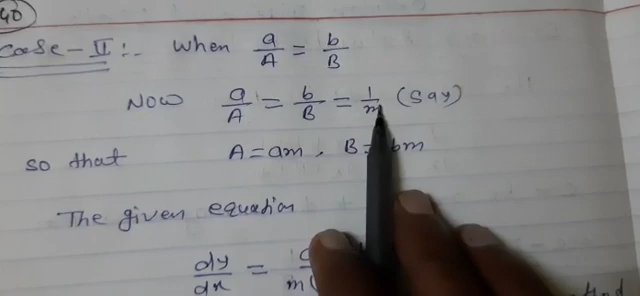 40
Case-II :- When a/A = b/B
Now a/A = b/B = 1/m (say)
so that A = am, B = bm
The given equation
dy/dx =